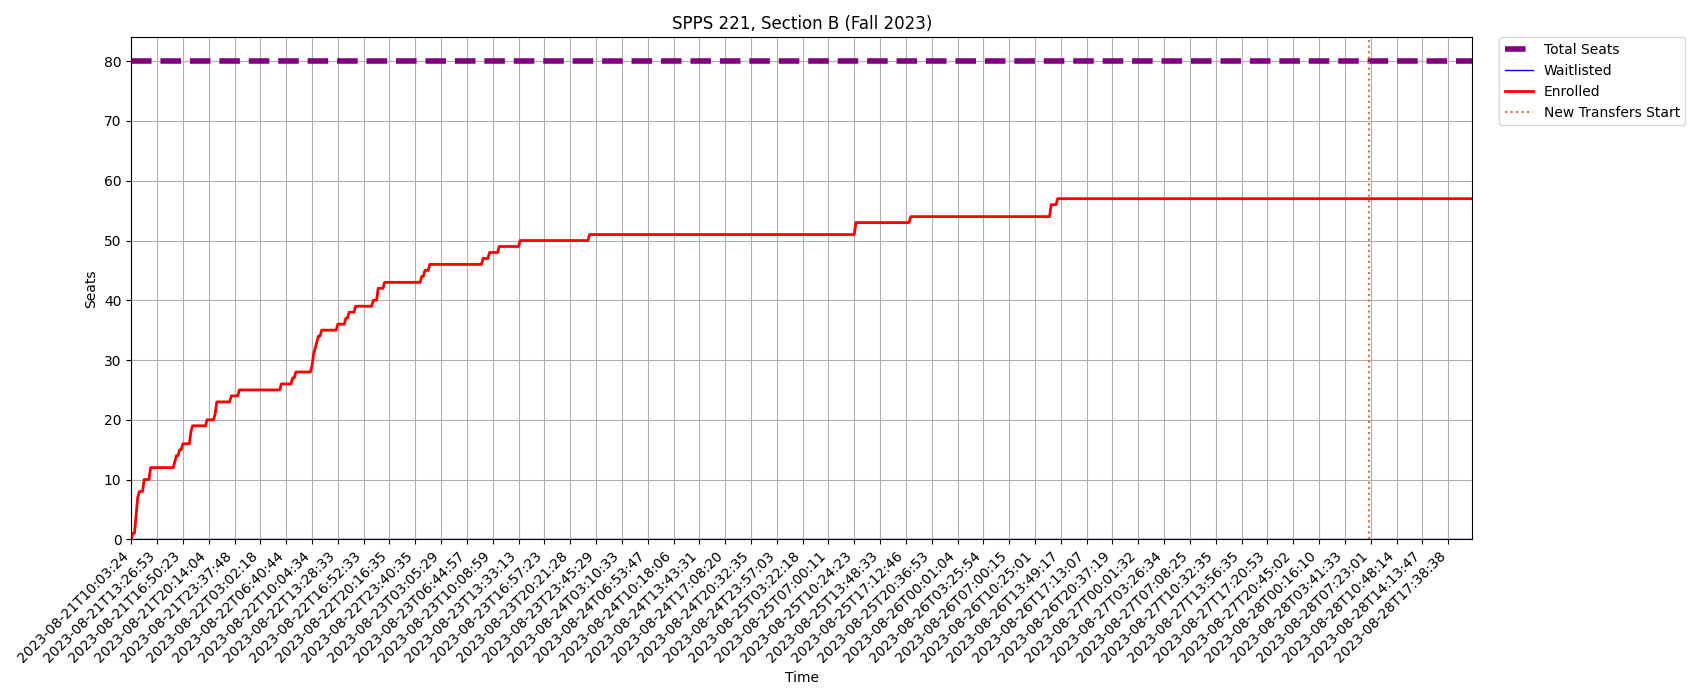 SPPS 221, Section B (Fall 2023)
Total Seats
Waitlisted
Enrolled
New Transfers Start
Seats
80
70
60
50
40
30
20
10
0
2023-08-21T10:03:24
2023-08-21T13:26:53
2023-08-21T16:50:23
2023-08-21T20:14:04
2023-08-21T23:37:48
2023-08-22T03:02:18
2023-08-22T06:40:44
2023-08-22T10:04:34
2023-08-22T13:28:33
2023-08-22T16:52:33
2023-08-22T20:16:35
2023-08-22T23:40:35
2023-08-23T03:05:29
2023-08-23T06:44:57
2023-08-23T10:08:59
2023-08-23T13:33:13
2023-08-23T16:57:23
2023-08-23T20:21:28
2023-08-23T23:45:29
2023-08-24T03:10:33
2023-08-24T06:53:47
2023-08-24T10:18:06
2023-08-24T13:43:31
2023-08-24T17:08:20
2023-08-24T20:32:35
2023-08-24T23:57:03
2023-08-25T03:22:18
2023-08-25T07:00:11
2023-08-25T10:24:23
2023-08-25T13:48:33
2023-08-25T17:12:46
2023-08-25T20:36:53
2023-08-26T00:01:04
2023-08-26T03:25:54
2023-08-26T07:00:15
2023-08-26T10:25:01
2023-08-26T13:49:17
2023-08-26T17:13:07
2023-08-26T20:37:19
2023-08-27T00:01:32
2023-08-27T03:26:34
2023-08-27T07:08:25
2023-08-27T10:32:35
2023-08-27T13:56:35
2023-08-27T17:20:53
2023-08-27T20:45:02
2023-08-28T00:16:10
2023-08-28T03:41:33
2023-08-28T07:23:01
2023-08-28T10:48:14
2023-08-28T14:13:47
2023-08-28T17:38:38
Time